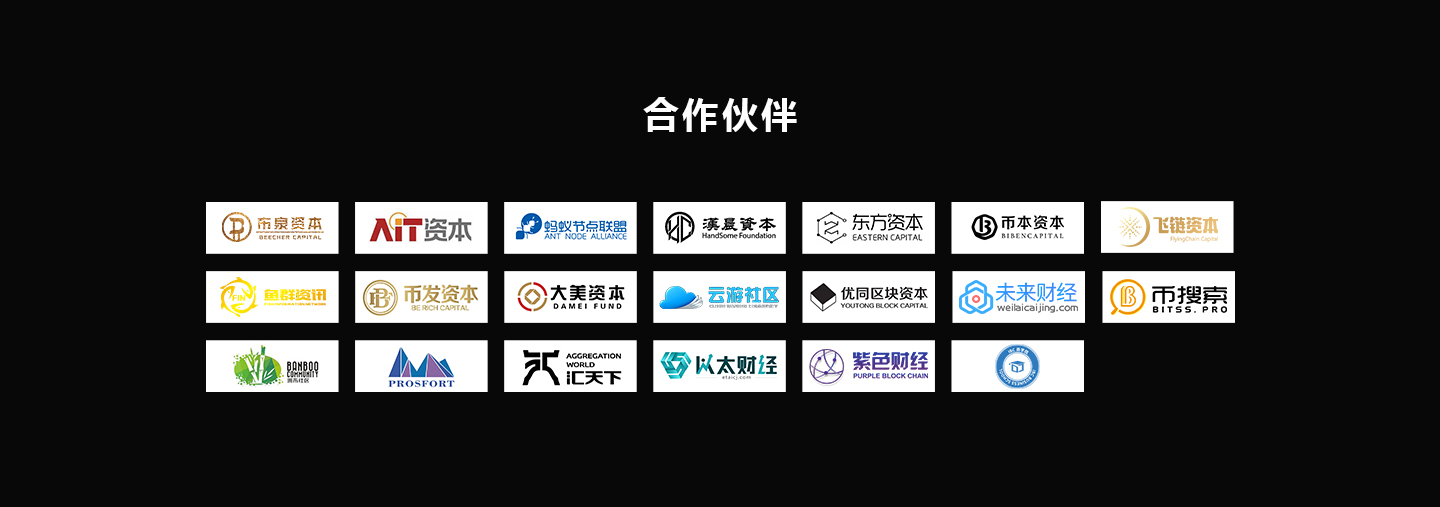 合作伙伴
币泉资本
BEECHER CAPITAL
AiT资本
蚂蚁节点联盟
ANT NODE ALLIANCE
漢晟資本
HandSome Foundation
东方资本
EASTERN CAPITAL
币本资本
BIBENCAPITAL
飞链资本
FlyingChain Capital
FIN
鱼群资讯
币发资本
BE RICH CAPITAL
大美资本
DAMEI FUND
云游社区
优同区块资本
YOUTONG BLOCK CAPITAL
未来财经
weilaicaijing.com
币搜索
BITSS.PRO
BANBOO
COMMUNITY
PROSFORT
AGGREGATION
WORLD
汇天下
以太财经
etaicj.com
紫色财经
PURPLE BLOCK CHAIN